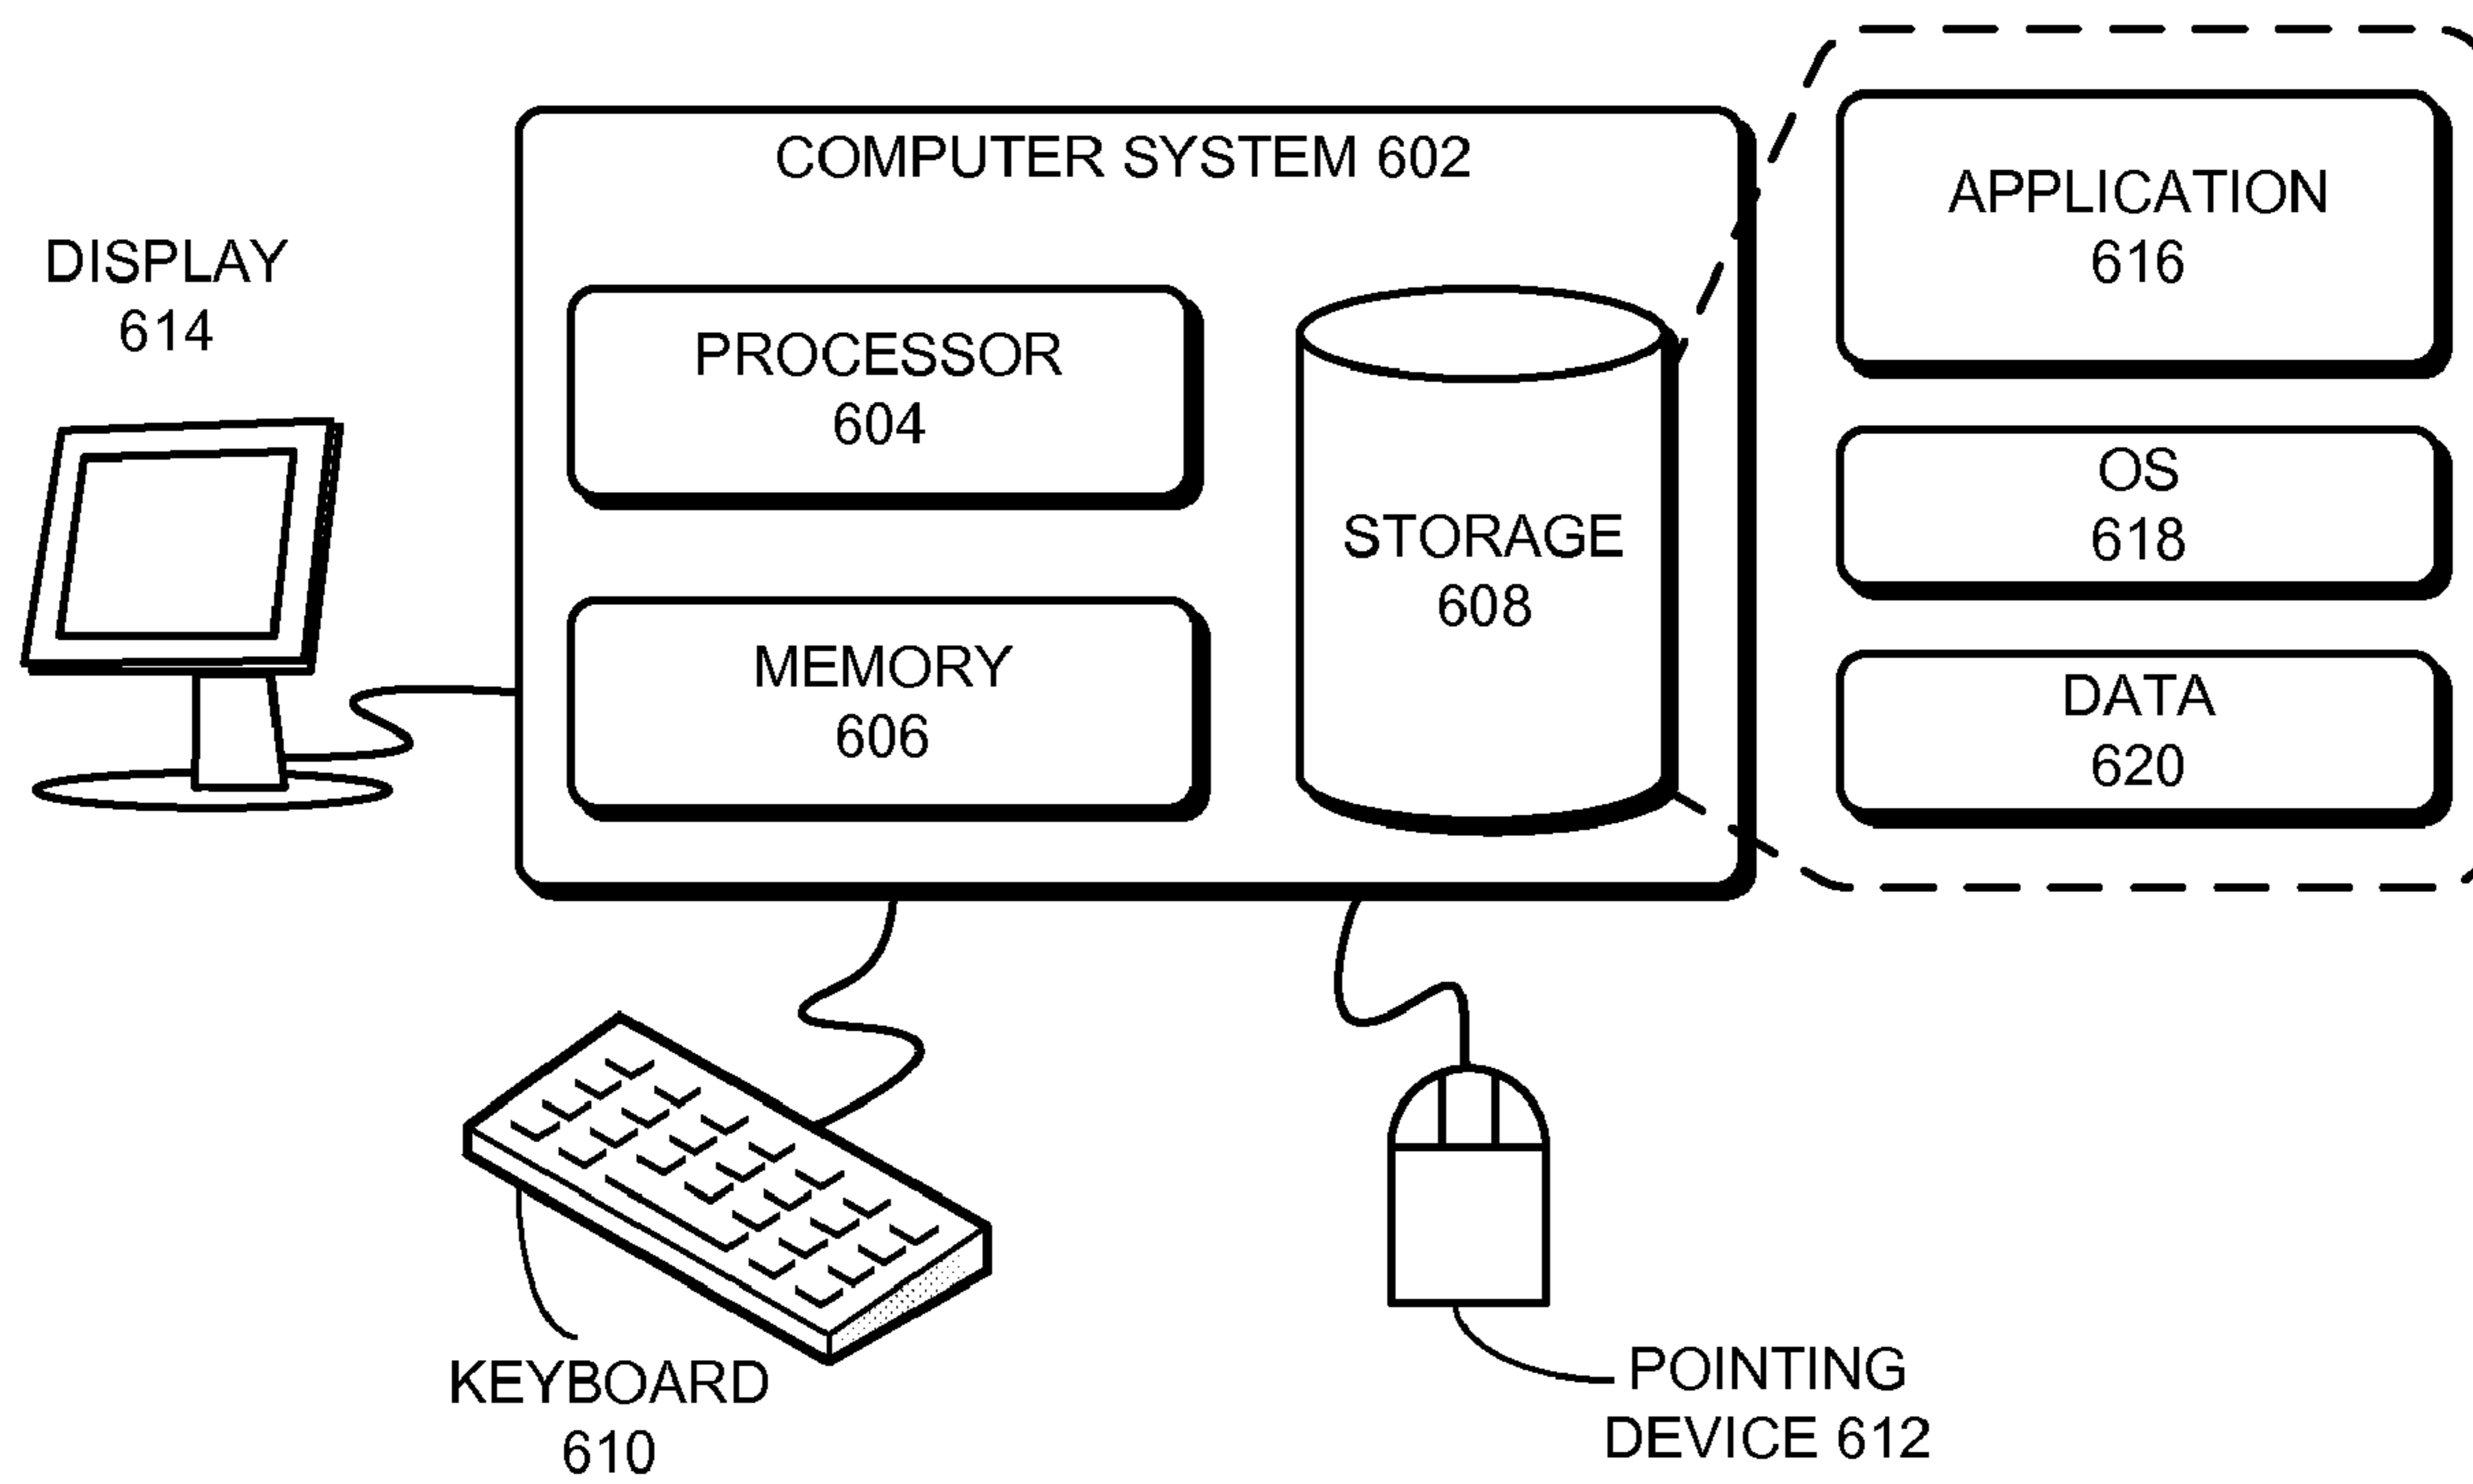 COMPUTER SYSTEM 602
DISPLAY
614
PROCESSOR
604
MEMORY
606
STORAGE
608
APPLICATION
616
OS
618
DATA
620
KEYBOARD
610
POINTING
DEVICE 612